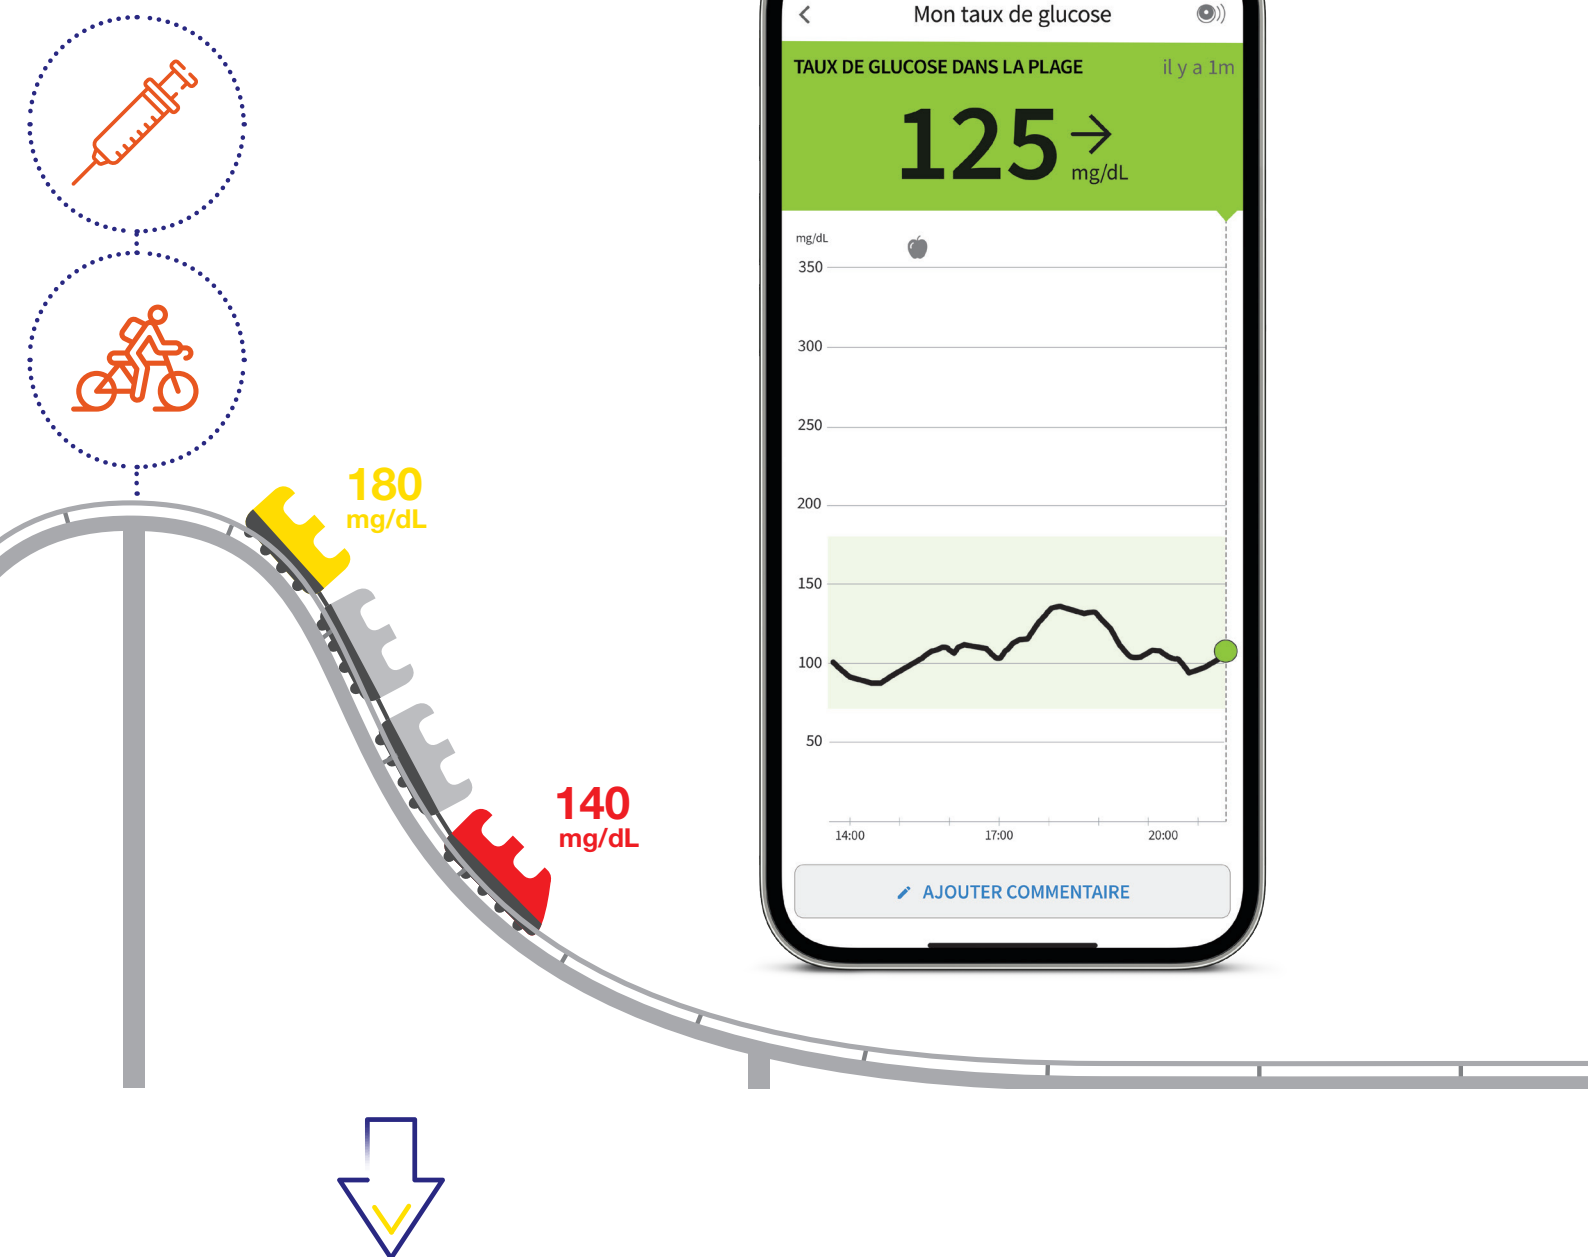 Mon taux de glucose
TAUX DE GLUCOSE DANS LA PLAGE
il y a 1m
125
mg/dL
mg/dL
350
300
250
200
150
100
50
14:00
17:00
20:00
AJOUTER COMMENTAIRE
180
mg/dL
140
mg/dL